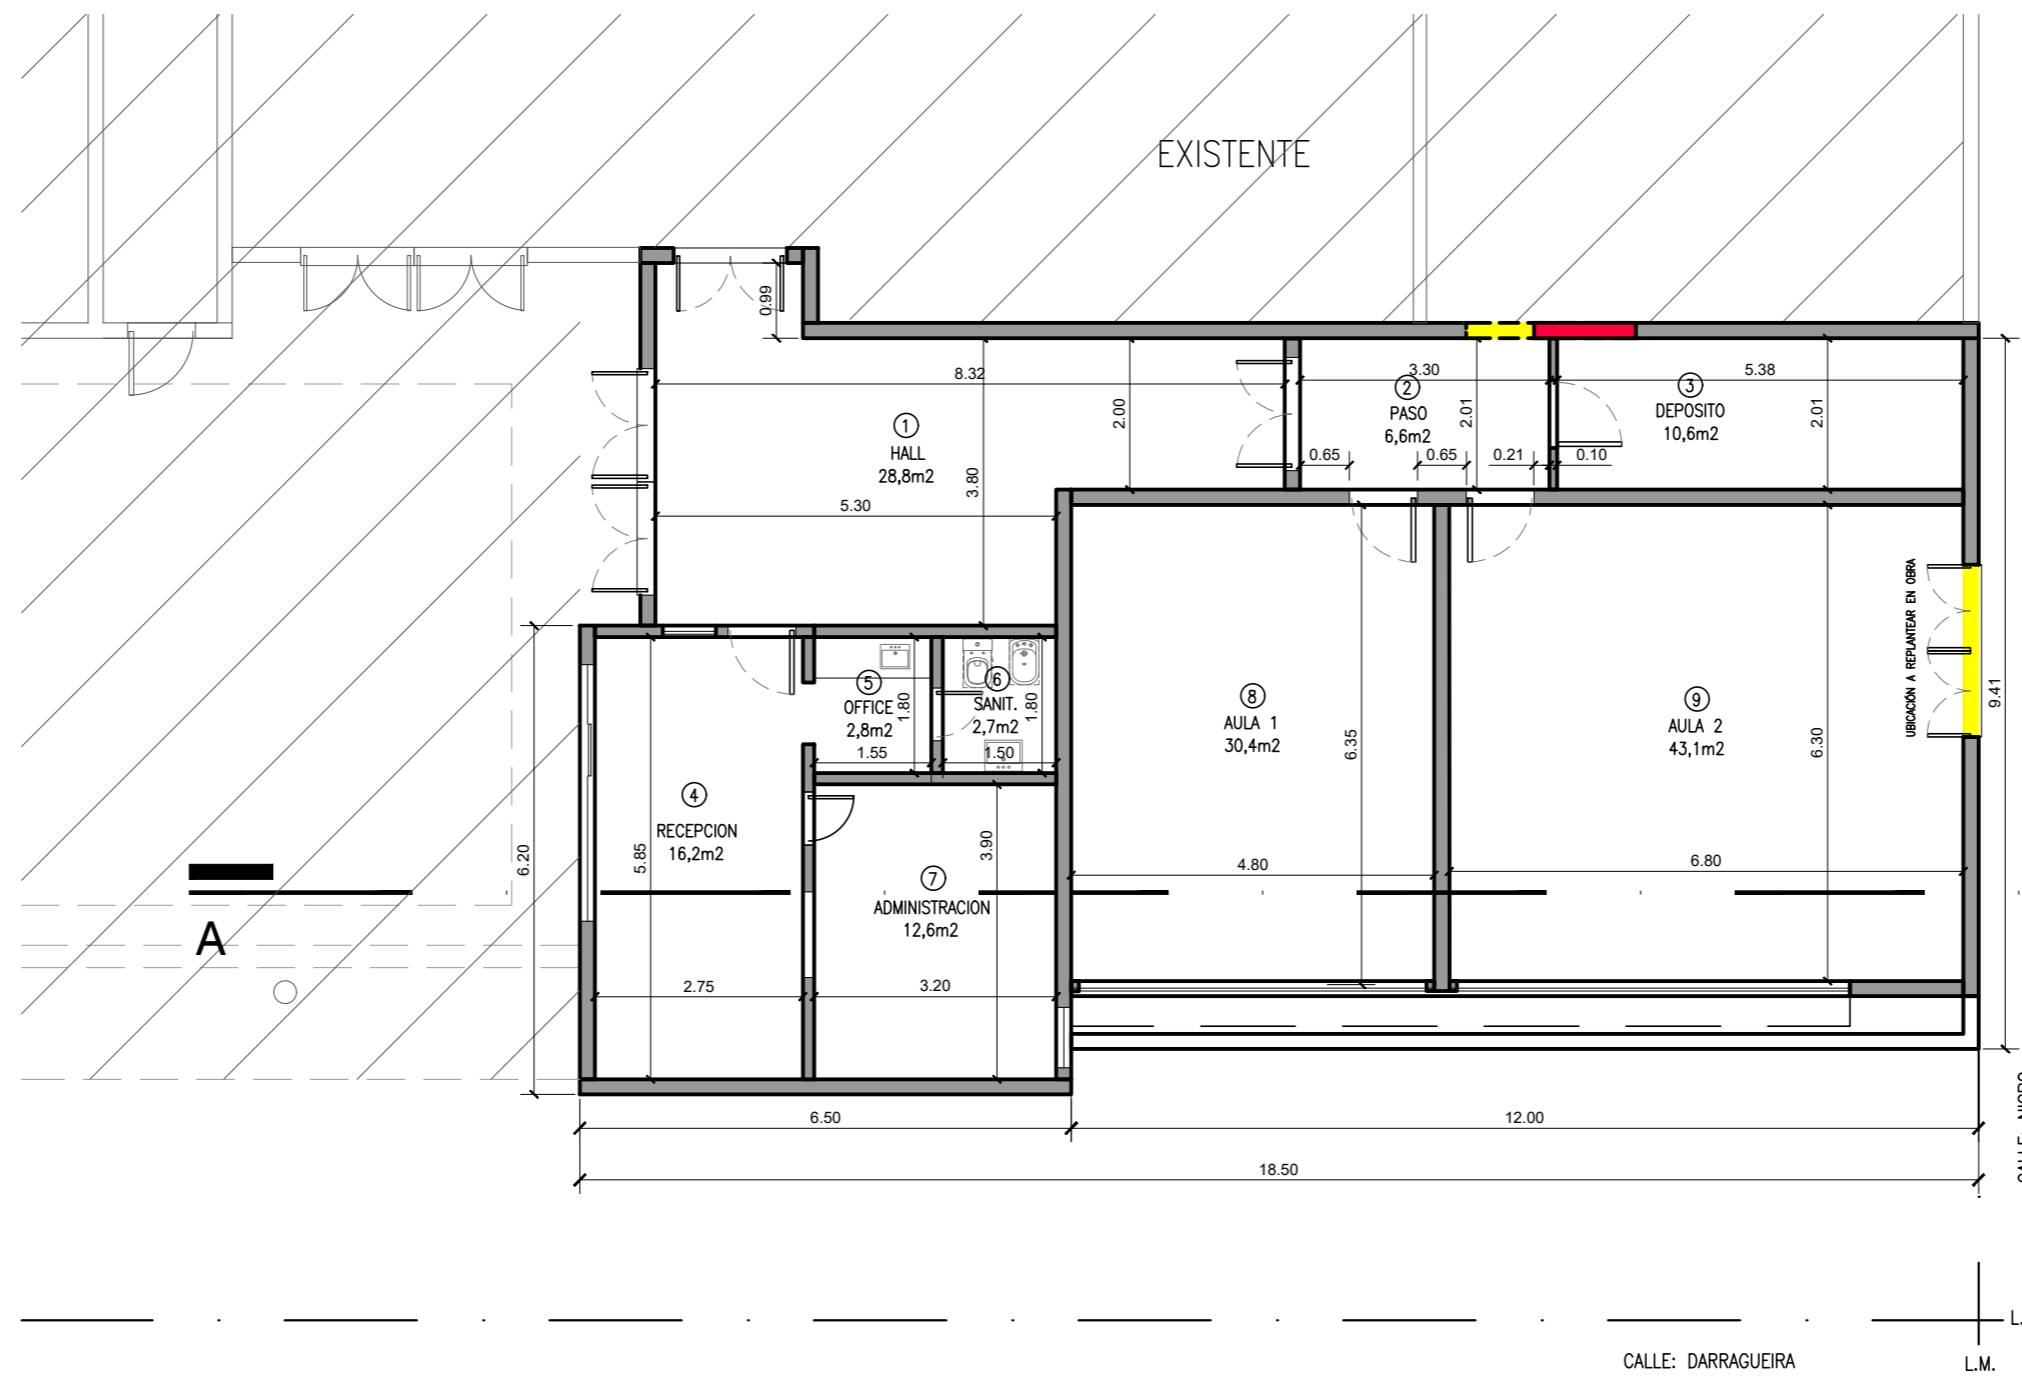 EXISTENTE
0.99
8.32
3.30
5.38
1
HALL
28,8m2
2.00
2
PASO
6,6m2
2.01
3
DEPOSITO
10,6m2
2.01
0.65
0.65
0.21
0.10
3.80
5.30
UBICACIÓN A REPLANTEAR EN OBRA
9.41
5
OFFICE
2,8m2
1.80
1.55
6
SANIT.
2,7m2
1.80
1.50
8
AULA 1
30,4m2
6.35
9
AULA 2
43,1m2
6.30
4
RECEPCION
16,2m2
6.20
5.85
3.90
4.80
6.80
7
ADMINISTRACION
12,6m2
A
2.75
3.20
6.50
12.00
18.50
L.
CALLE: DARRAGUEIRA
L.M.